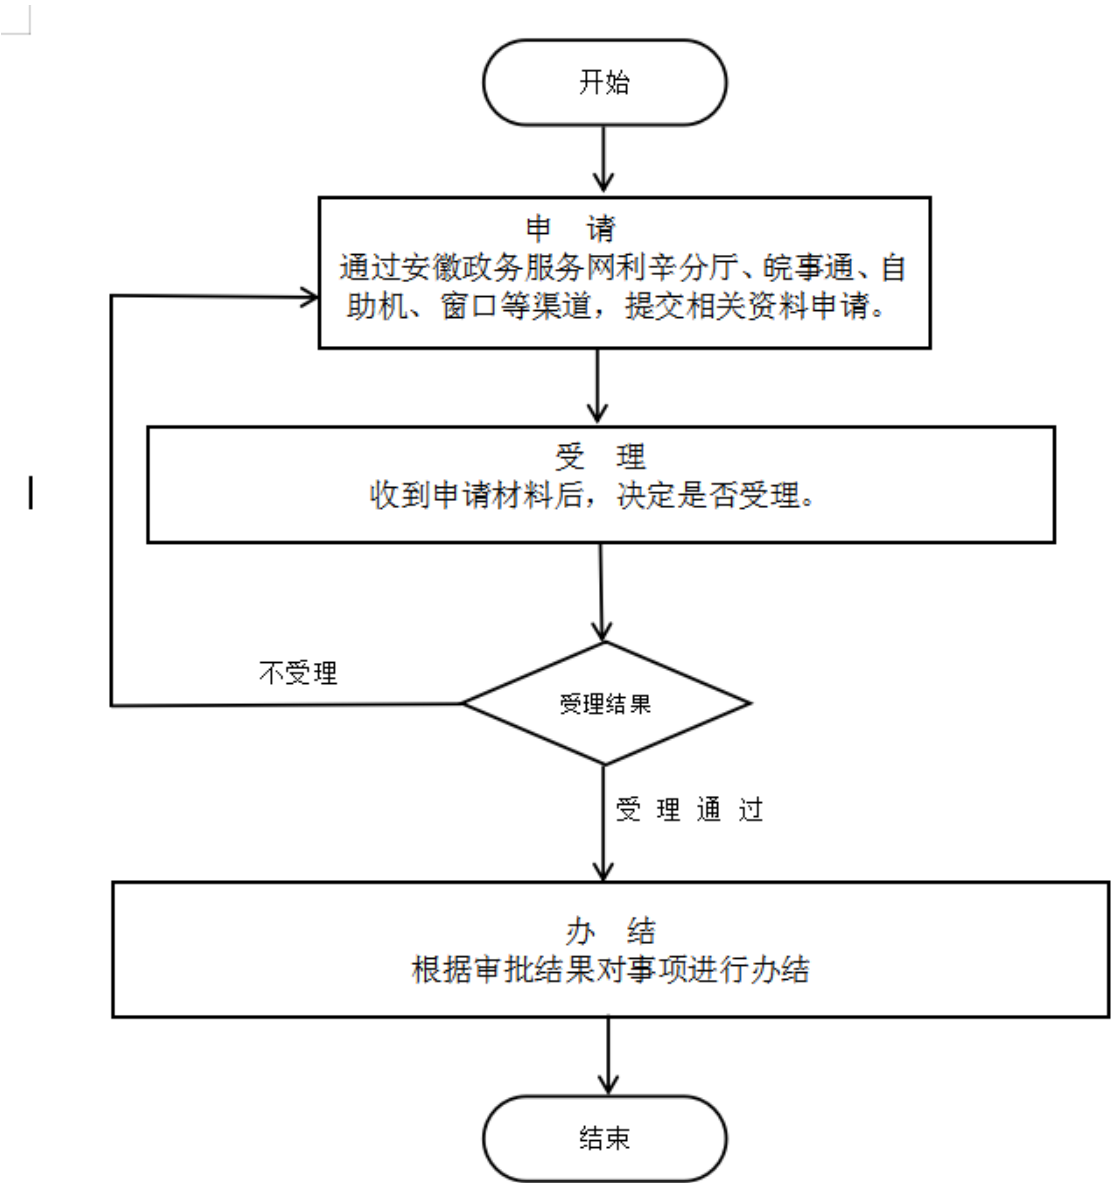 开始
申 请
通过安徽政务服务网利辛分厅、皖事通、自
助机、窗口等渠道，提交相关资料申请。
受 理
收到申请材料后，决定是否受理。
不受理
受理结果
受 理 通 过
办 结
根据审批结果对事项进行办结
结束